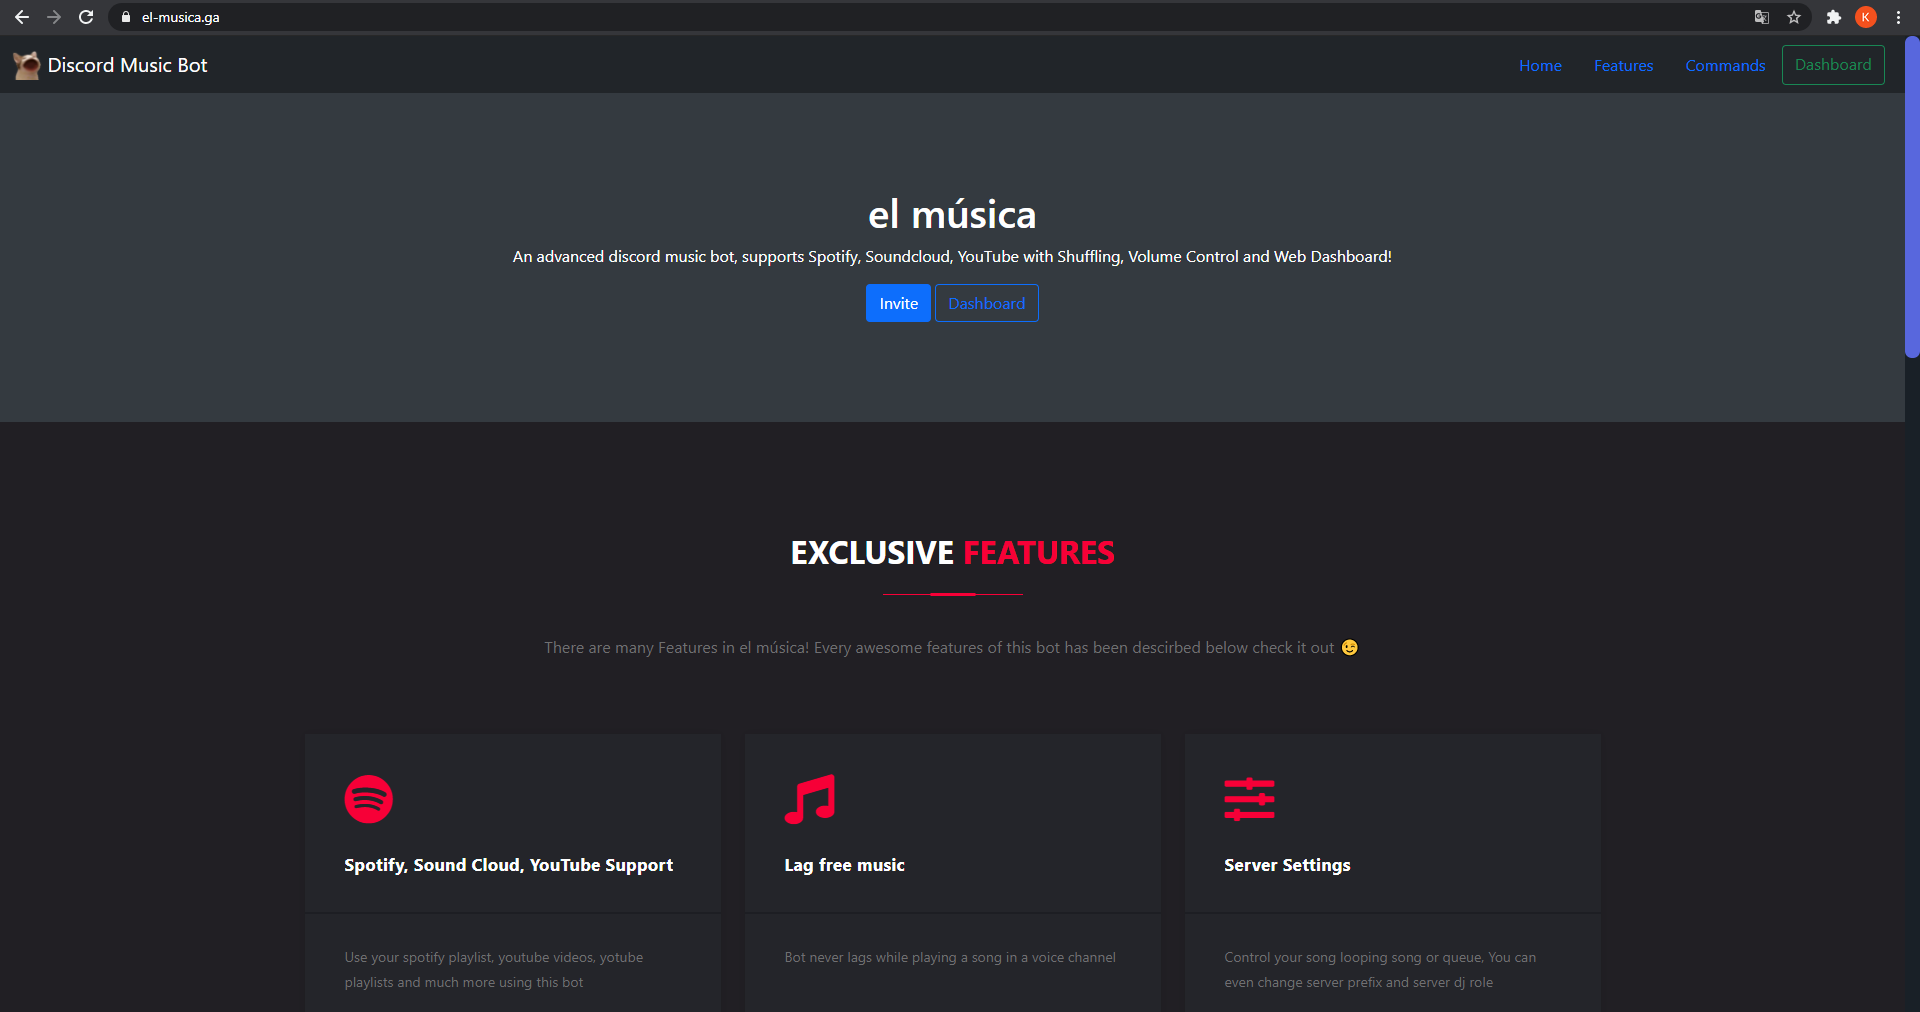 el-musica.ga
K
Discord Music Bot
Home Features Commands Dashboard
el música
An advanced discord music bot, supports Spotify, Soundcloud, YouTube with Shuffling, Volume Control and Web Dashboard!
Invite Dashboard
EXCLUSIVE FEATURES
There are many Features in el música! Every awesome features of this bot has been descirbed below check it out 😉
Spotify, Sound Cloud, YouTube Support
Use your spotify playlist, youtube videos, yotube
playlists and much more using this bot
Lag free music
Bot never lags while playing a song in a voice channel
Server Settings
Control your song looping song or queue, You can
even change server prefix and server dj role